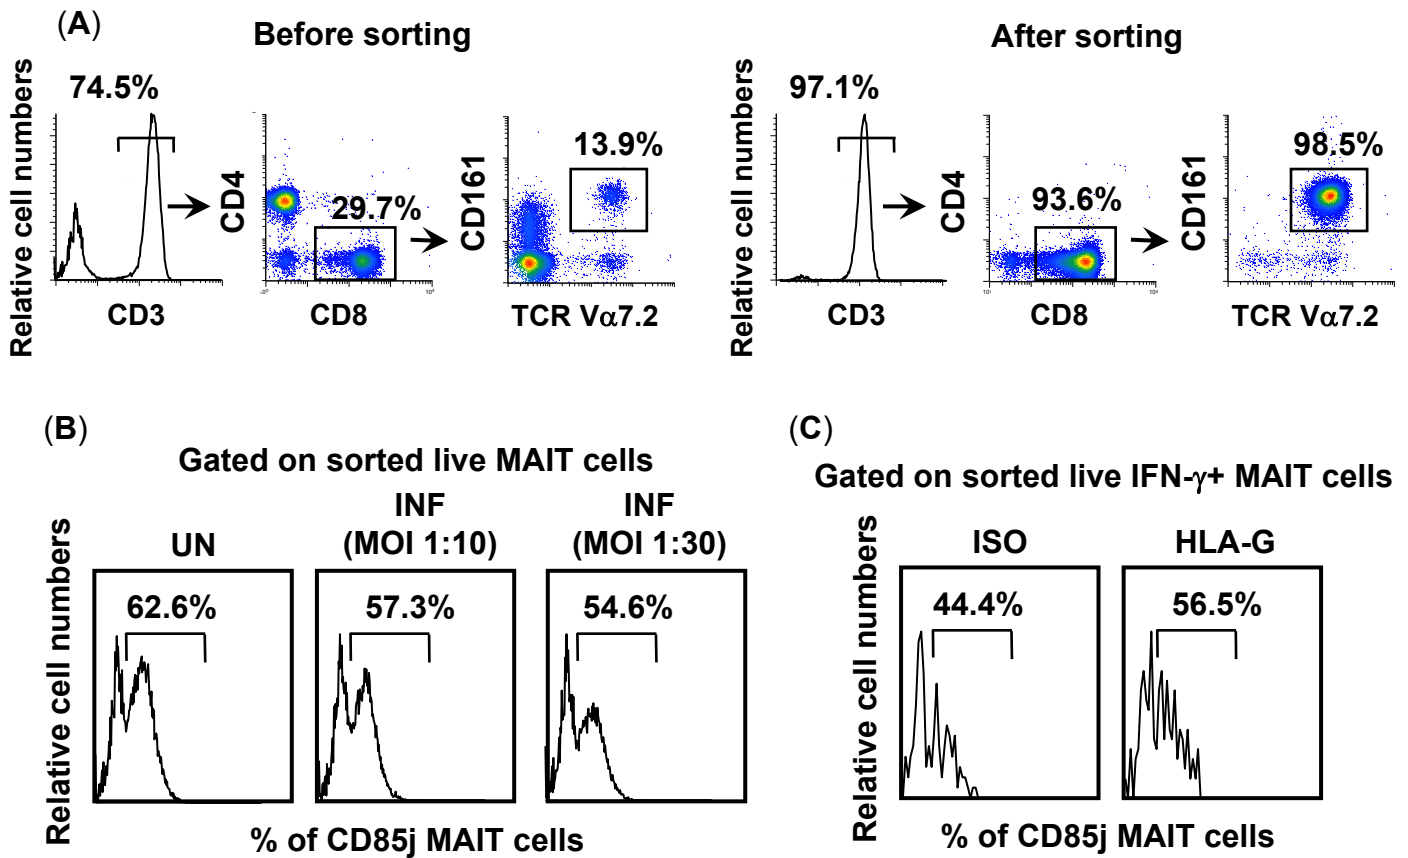 (A)
Before sorting
After sorting
Relative cell numbers
74.5%
CD3
CD4
29.7%
CD8
CD161
13.9%
TCR Vα7.2
Relative cell numbers
97.1%
CD3
CD4
93.6%
CD8
CD161
98.5%
TCR Vα7.2
(B)
Gated on sorted live MAIT cells
Relative cell numbers
UN
62.6%
INF
(MOI 1:10)
57.3%
INF
(MOI 1:30)
54.6%
% of CD85j MAIT cells
(C)
Gated on sorted live IFN-γ+ MAIT cells
Relative cell numbers
ISO
44.4%
HLA-G
56.5%
% of CD85j MAIT cells